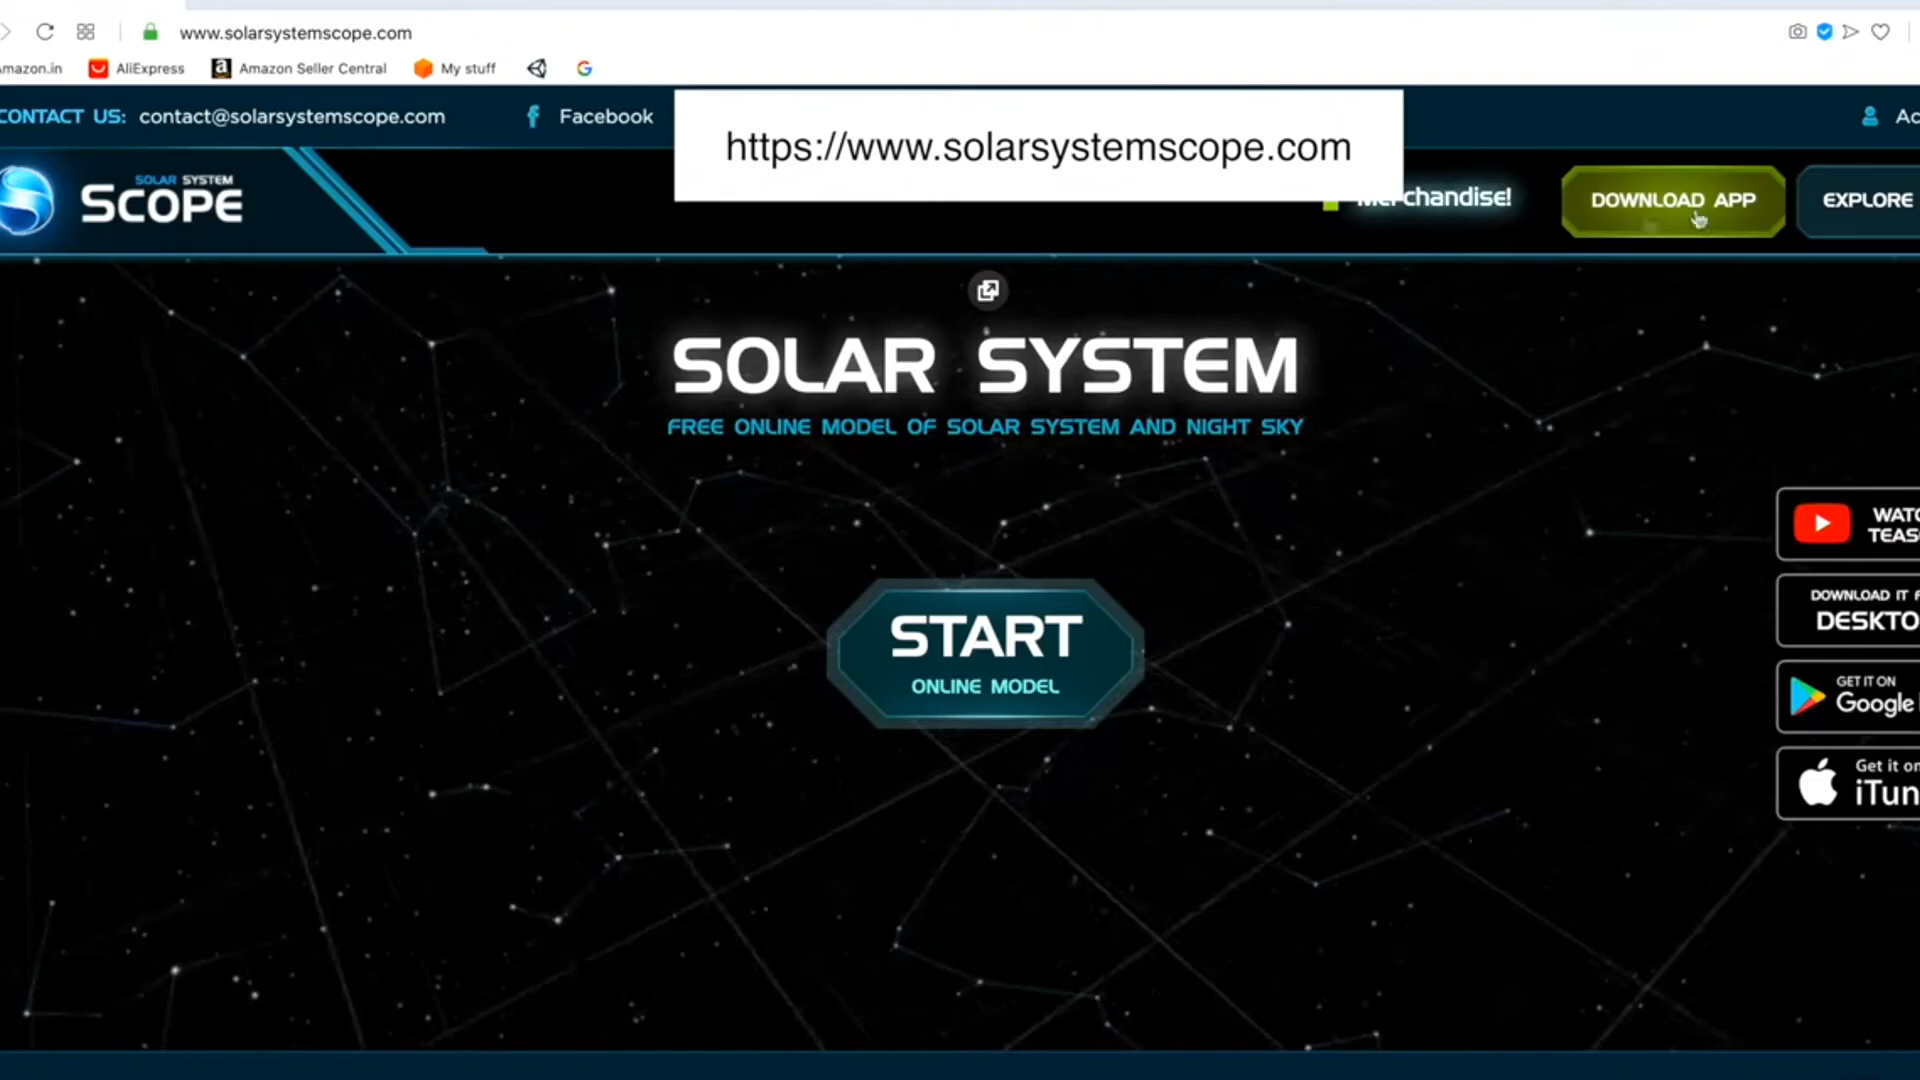 www.solarsystemscope.com
mazon.in
AliExpress
a
Amazon Seller Central
My stuff
G
CONTACT US: contact@solarsystemscope.com
f Facebook
https://www.solarsystemscope.com
Ac
SOLAR SYSTEM
SCOPE
Merchandise!
DOWNLOAD APP
EXPLORE
SOLAR SYSTEM
FREE ONLINE MODEL OF SOLAR SYSTEM AND NIGHT SKY
WATC
TEAS
START
ONLINE MODEL
DOWNLOAD IT F
DESKTO
GET IT ON
Google
Get it on
iTun